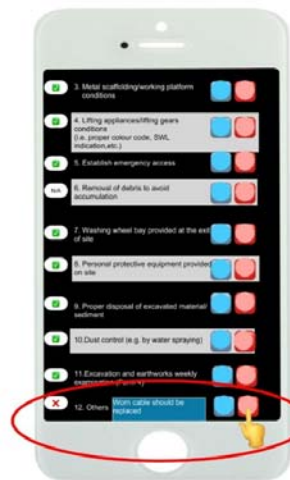 3. Metal scaffolding/working platform
conditions
4. Lifting appliances/lifting gears
conditions
(i.e. proper colour code, SWL
indication,etc.)
5. Establish emergency access
N/A
6. Removal of debris to avoid
accumulation
7. Washing wheel bay provided at the exit
of site
8. Personal protective equipment provided
on site
9. Proper disposal of excavated material/
sediment
10.Dust control (e.g. by water spraying)
11.Excavation and earthworks weekly
examination
12. Others
Worn cable should be
replaced